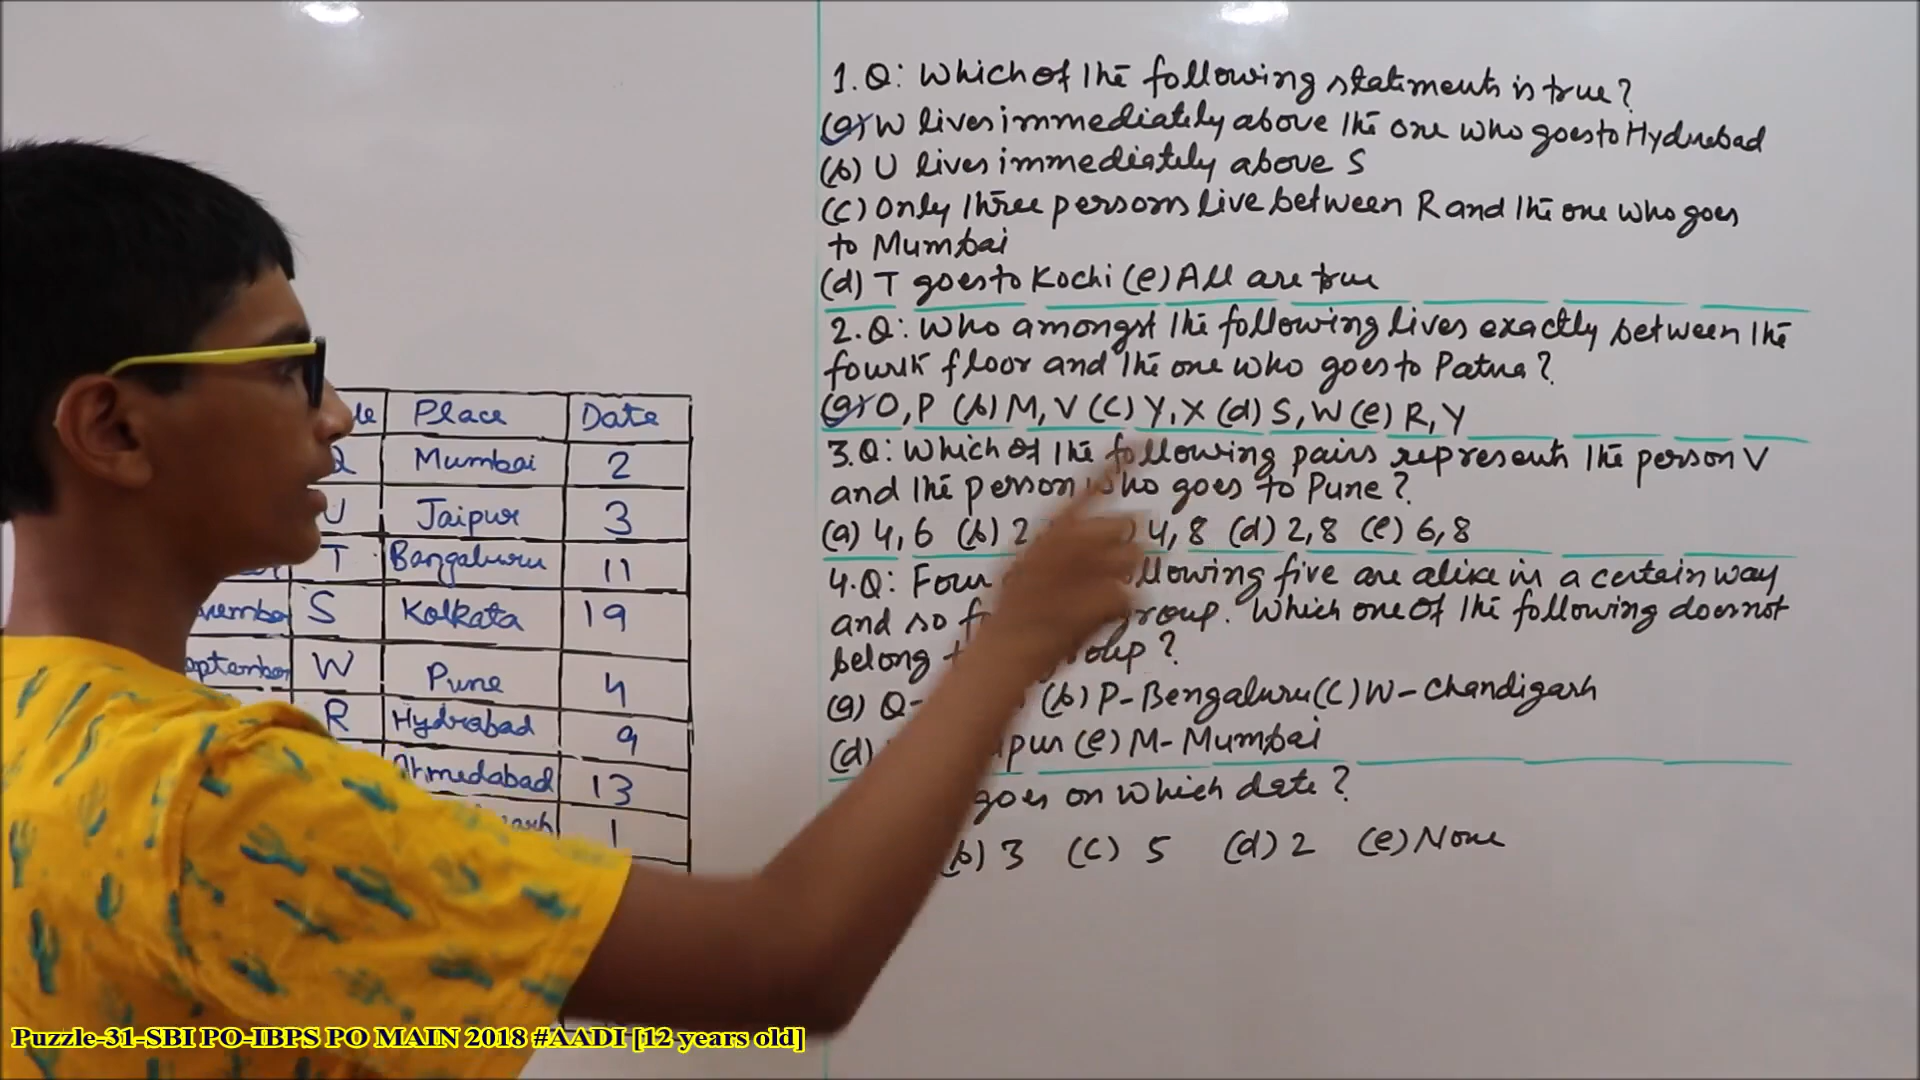 Place Date
Q Mumbai 2
U Jaipur 3
T Bangaluru 11
S Kolkata 19
W Pune 4
R Hydrabad 9
Ahmedabad 13
1
1.Q: Which of the following statements is true?
(a) W lives immediately above the one who goes to Hydrebad
(b) U lives immediately above S
(c) Only three persons live between R and the one who goes
to Mumbai
(d) T goes to Kochi (e) All are true
2.Q: Who amongst the following lives exactly between the
fourth floor and the one who goes to Patna?
(a) O, P (b) M, V (c) Y, X (d) S, W (e) R, Y
3.Q: Which of the following pairs represents the person V
and the person who goes to Pune?
(a) 4, 6 (b) 2 4, 8 (d) 2, 8 (e) 6, 8
4.Q: Four following five are alike in a certain way
and so group. Which one of the following does not
belong group?
(a) Q- (b) P-Bengaluru (c) W-Chandigarh
(d) (e) M-Mumbai
goes on which date?
(b) 3 (c) 5 (d) 2 (e) None
Puzzle-31-SBI PO-IBPS PO MAIN 2018 #AADI [12 years old]